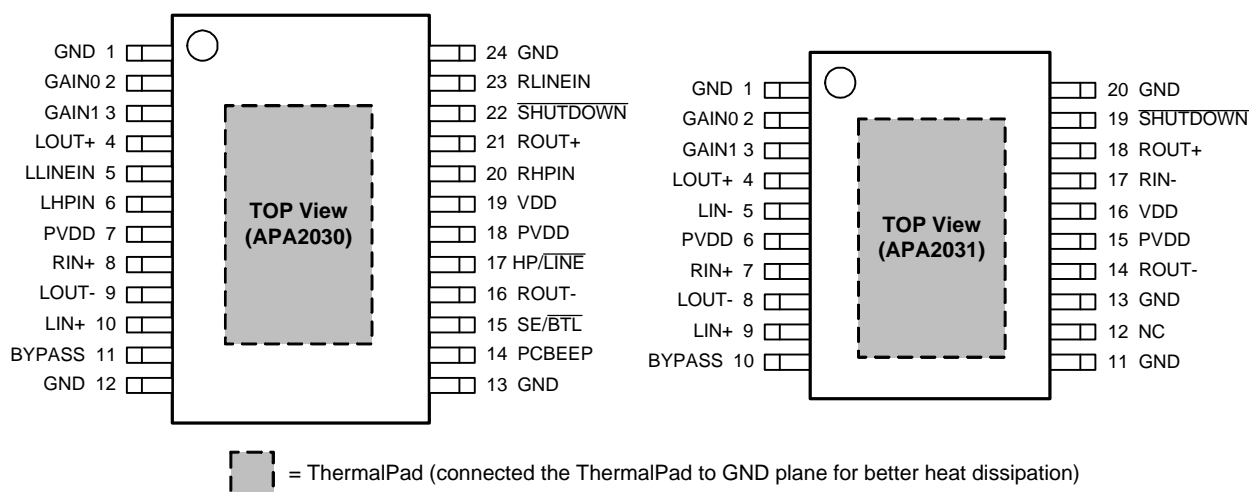 GND 1
GAIN0 2
GAIN1 3
LOUT+ 4
LLINEIN 5
LHPIN 6
PVDD 7
RIN+ 8
LOUT- 9
LIN+ 10
BYPASS 11
GND 12
TOP View
(APA2030)
24 GND
23 RLINEIN
22 SHUTDOWN
21 ROUT+
20 RHPIN
19 VDD
18 PVDD
17 HP/LINE
16 ROUT-
15 SE/BTL
14 PCBEEP
13 GND
GND 1
GAIN0 2
GAIN1 3
LOUT+ 4
LIN- 5
PVDD 6
RIN+ 7
LOUT- 8
LIN+ 9
BYPASS 10
TOP View
(APA2031)
20 GND
19 SHUTDOWN
18 ROUT+
17 RIN-
16 VDD
15 PVDD
14 ROUT-
13 GND
12 NC
11 GND
= ThermalPad (connected the ThermalPad to GND plane for better heat dissipation)